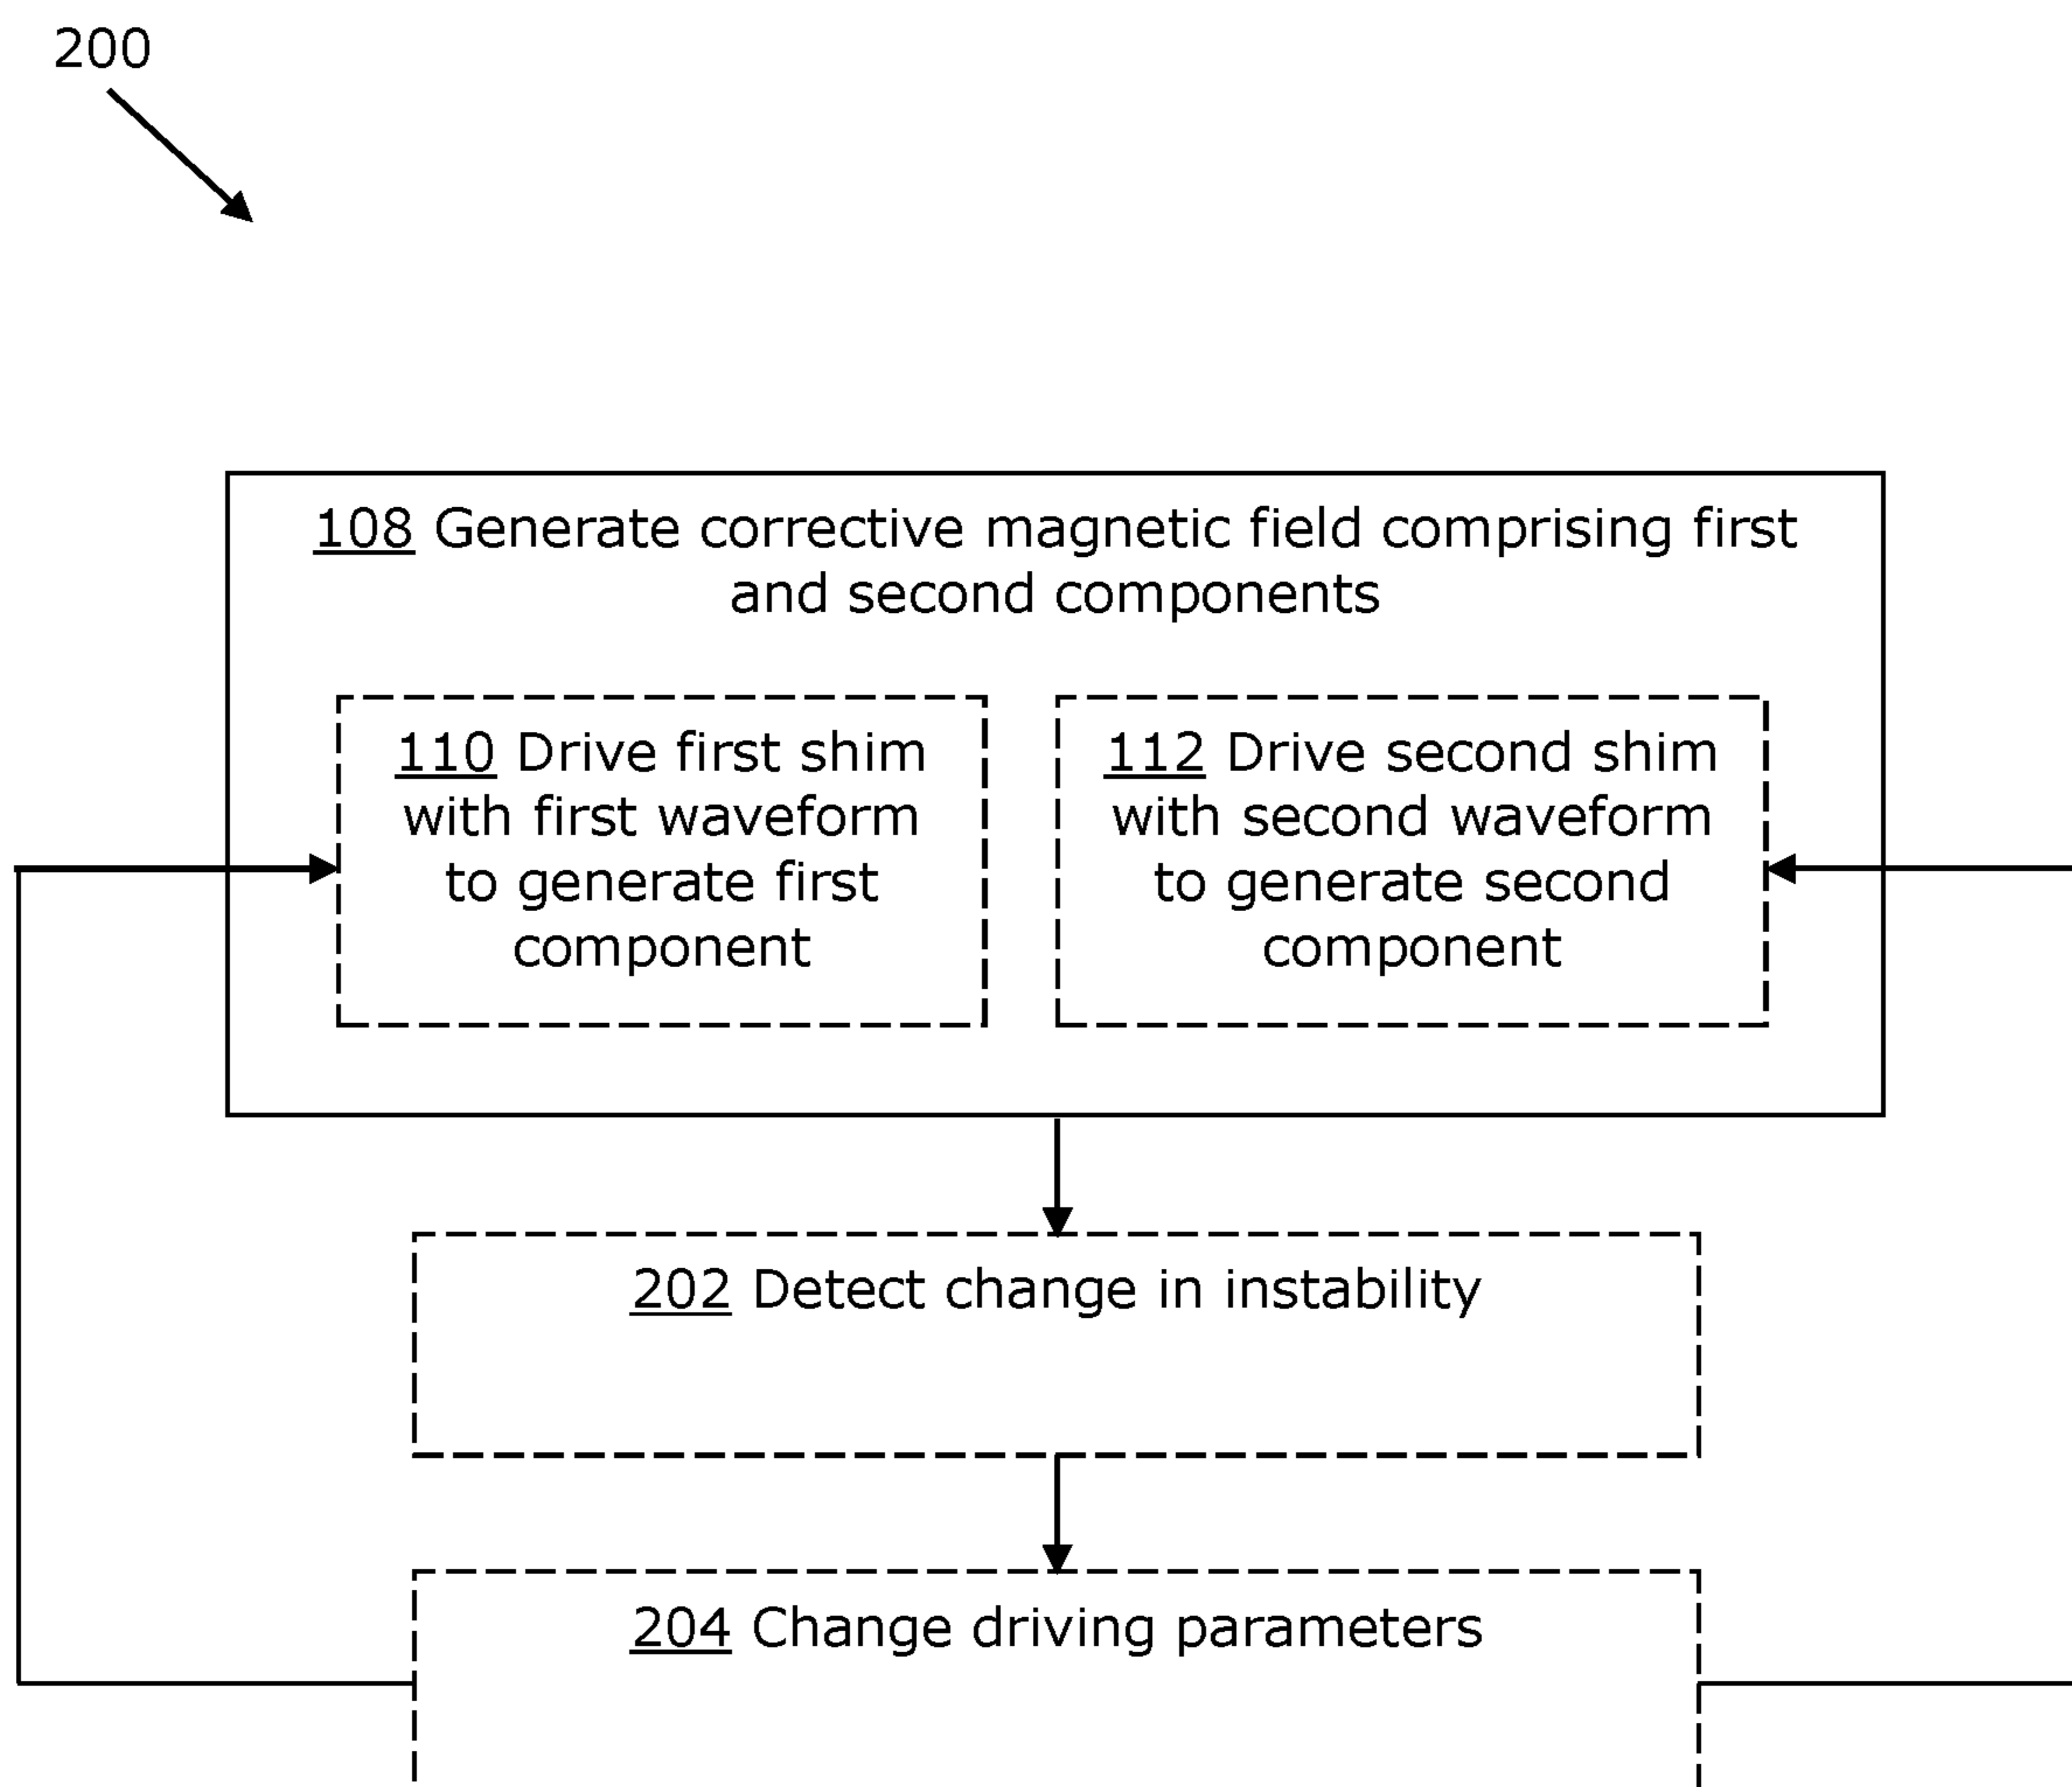 200
108 Generate corrective magnetic field comprising first
and second components
110 Drive first shim
with first waveform
to generate first
component
112 Drive second shim
with second waveform
to generate second
component
202 Detect change in instability
204 Change driving parameters